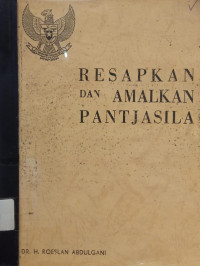 RESAPKAN
DAN AMALKAN
PANTJASILA
DR. H. ROESLAN ABDULGANI